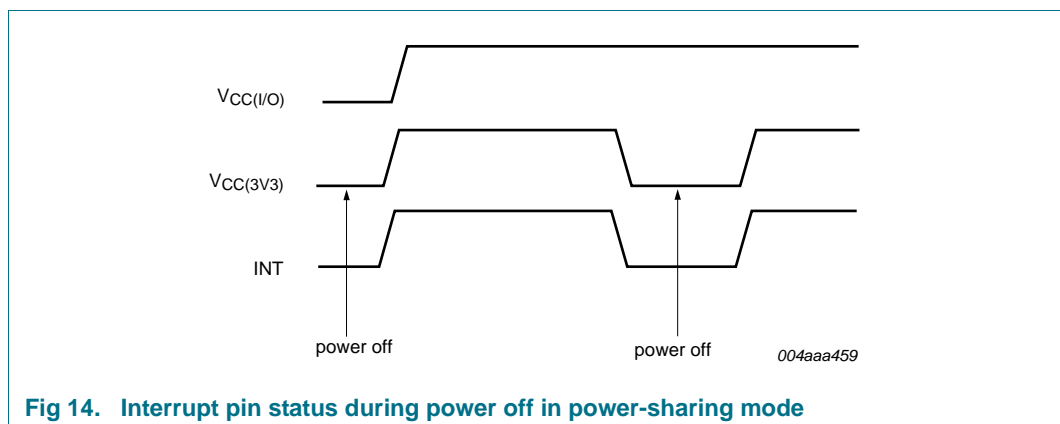 VCC(I/O)
VCC(3V3)
INT
power off
power off
004aaa459
Fig 14. Interrupt pin status during power off in power-sharing mode